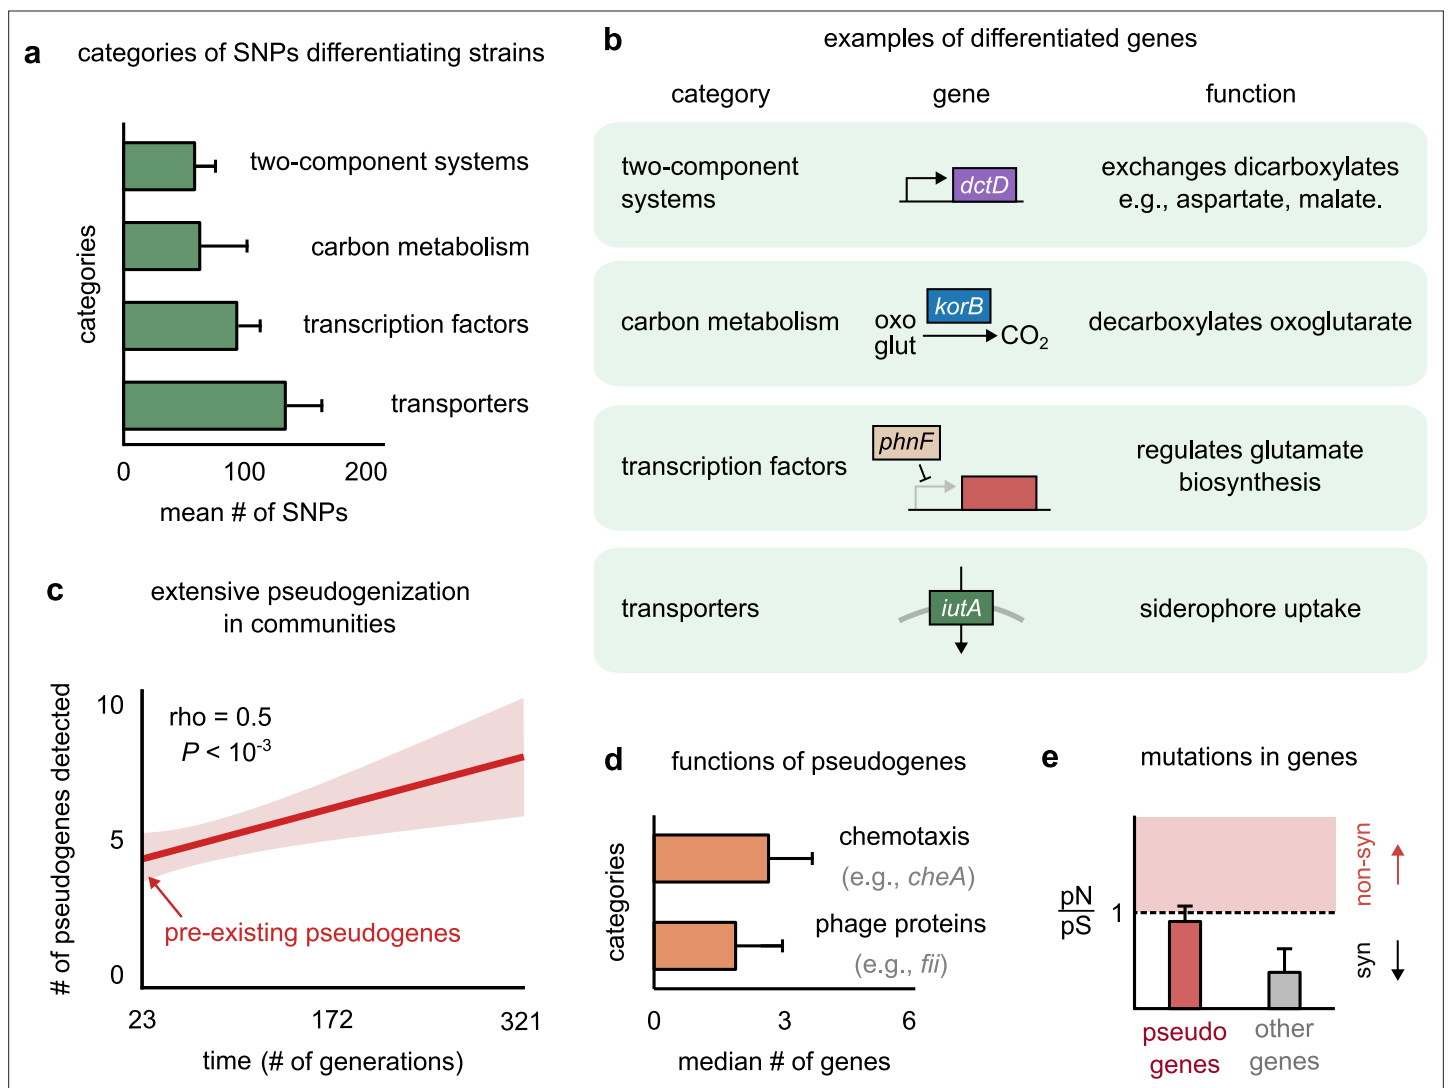 a
categories of SNPs differentiating strains
categories
two-component systems
carbon metabolism
transcription factors
transporters
0 100 200
mean # of SNPs
b
examples of differentiated genes
category gene function
two-component
systems
dctD
exchanges dicarboxylates
e.g., aspartate, malate.
carbon metabolism
korB
oxo
glut
CO2
decarboxylates oxoglutarate
transcription factors
phnF
regulates glutamate
biosynthesis
transporters
iutA
siderophore uptake
c
extensive pseudogenization
in communities
# of pseudogenes detected
10
5
0
rho = 0.5
P < 10-3
pre-existing pseudogenes
23 172 321
time (# of generations)
d
functions of pseudogenes
categories
chemotaxis
(e.g., cheA)
phage proteins
(e.g., fii)
0 3 6
median # of genes
e
mutations in genes
pN
pS
1
non-syn
syn
pseudo
genes
other
genes